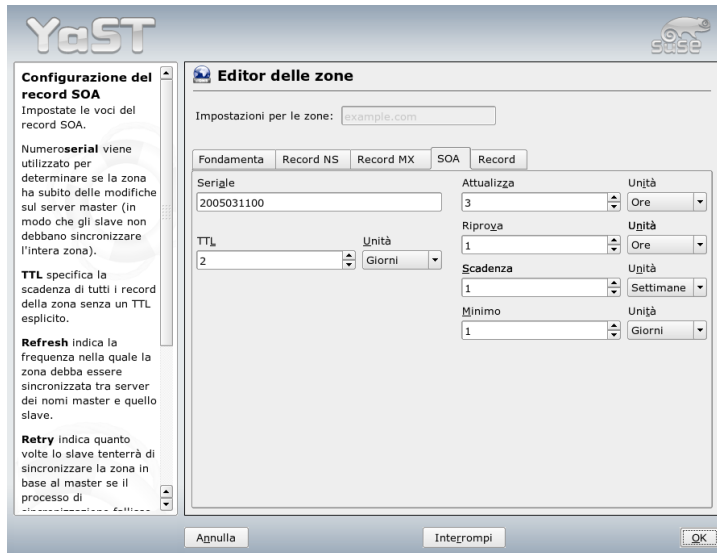 YaST
SUSE
Configurazione del
record SOA
Impostate le voci del
record SOA.
Numeroserial viene
utilizzato per
determinare se la zona
ha subito delle modifiche
sul server master (in
modo che gli slave non
debbano sincronizzare
l'intera zona).
TTL specifica la
scadenza di tutti i record
della zona senza un TTL
esplicito.
Refresh indica la
frequenza nella quale la
zona debba essere
sincronizzata tra server
dei nomi master e quello
slave.
Retry indica quanto
volte lo slave tenterrà di
sincronizzare la zona in
base al master se il
processo di
Editor delle zone
Impostazioni per le zone: example.com
Fondamenta Record NS Record MX SOA Record
Seriale
2005031100
TTL Unità
2 Giorni
Attualizza Unità
3 Ore
Riprova Unità
1 Ore
Scadenza Unità
1 Settimane
Minimo Unità
1 Giorni
Annulla Interrompi OK